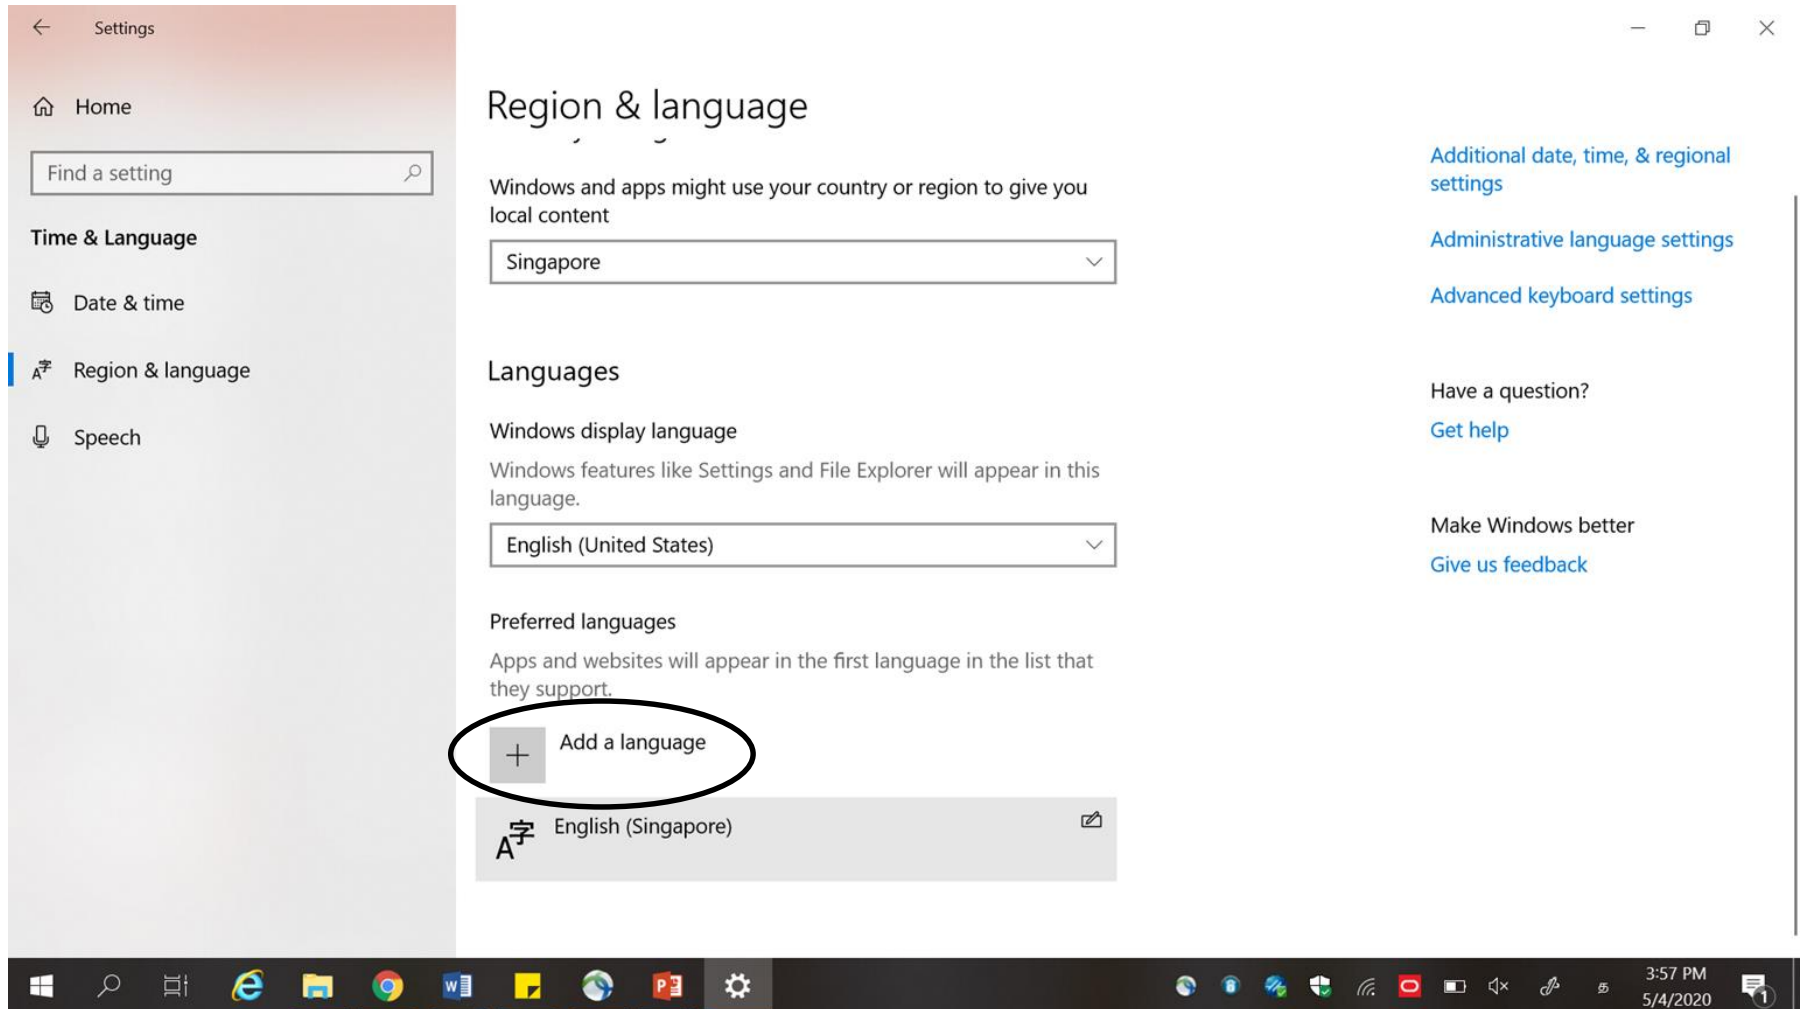 Settings
Home
Find a setting
Time & Language
Date & time
Region & language
Speech
Region & language
Windows and apps might use your country or region to give you
local content
Singapore
Languages
Windows display language
Windows features like Settings and File Explorer will appear in this
language.
English (United States)
Preferred languages
Apps and websites will appear in the first language in the list that
they support.
Add a language
English (Singapore)
Additional date, time, & regional
settings
Administrative language settings
Advanced keyboard settings
Have a question?
Get help
Make Windows better
Give us feedback
த
3:57 PM
5/4/2020
1